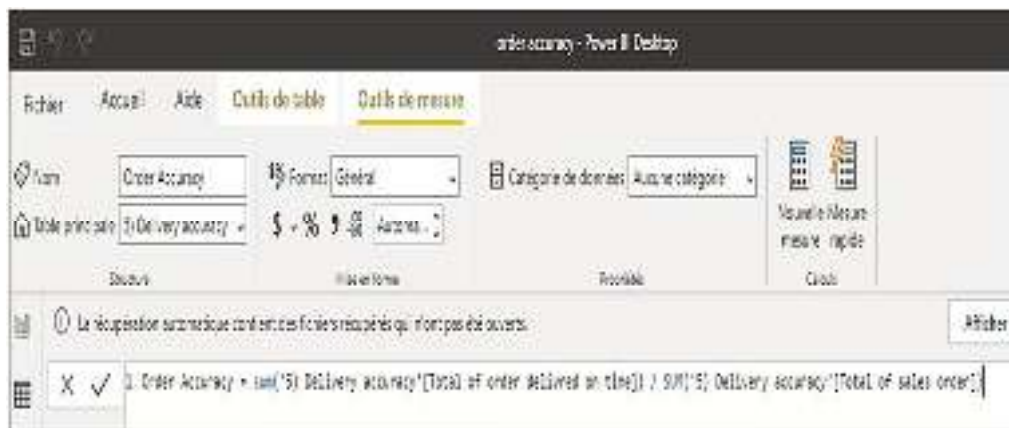 order accuracy - Power BI Desktop
Fichier Accueil Aide Outils de table Outils de mesure
Nom Order Accuracy Format Général Catégorie de données Aucune catégorie
Table principale 5) Delivery accuracy $ % Automa...
Nouvelle mesure Mesure rapide
Structure Mise en forme Propriétés Calculs
La récupération automatique contient des fichiers récupérés qui n'ont pas été ouverts. Afficher
1 Order Accuracy = sum('5) Delivery accuracy'[Total of order delivred on time]) / SUM('5) Delivery accuracy'[Total of sales order])